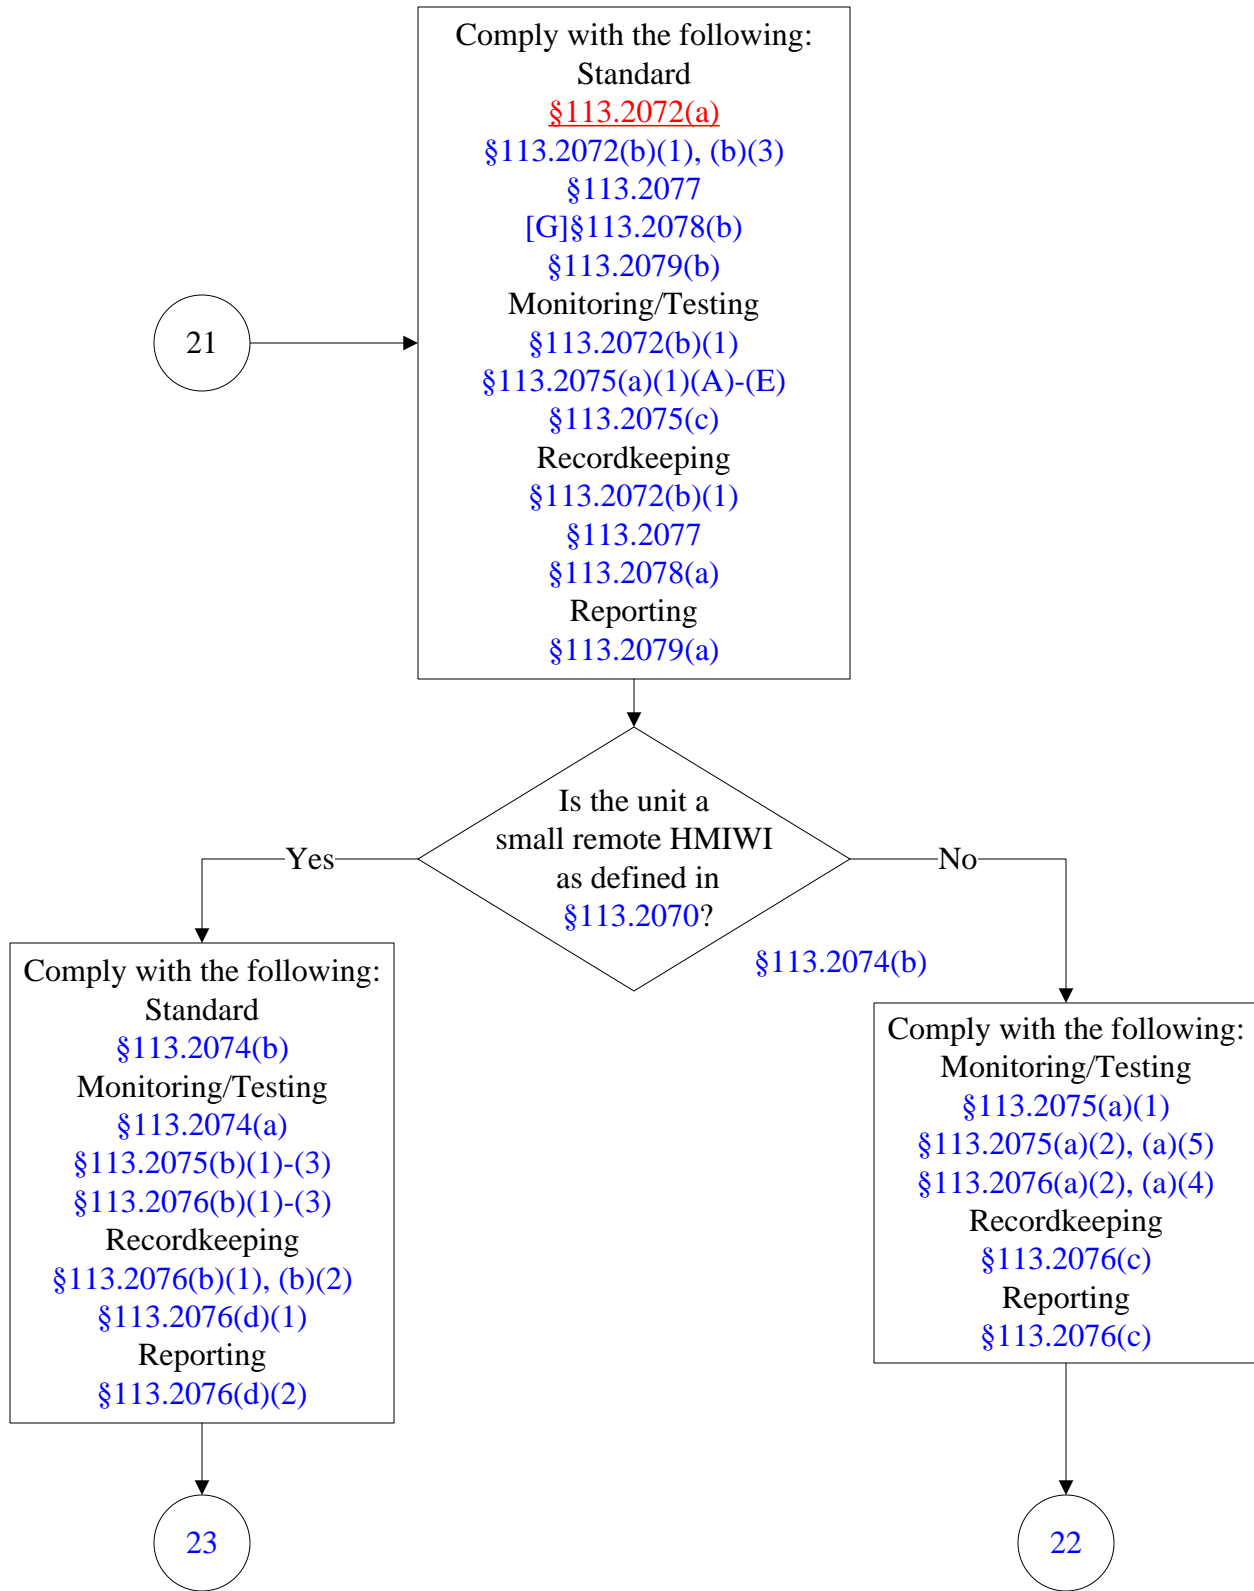 Comply with the following:
Standard
§113.2072(a)
§113.2072(b)(1), (b)(3)
§113.2077
[G]§113.2078(b)
§113.2079(b)
Monitoring/Testing
§113.2072(b)(1)
§113.2075(a)(1)(A)-(E)
§113.2075(c)
Recordkeeping
§113.2072(b)(1)
§113.2077
§113.2078(a)
Reporting
§113.2079(a)
21
Is the unit a
small remote HMIWI
as defined in
§113.2070?
Yes
No
§113.2074(b)
Comply with the following:
Standard
§113.2074(b)
Monitoring/Testing
§113.2074(a)
§113.2075(b)(1)-(3)
§113.2076(b)(1)-(3)
Recordkeeping
§113.2076(b)(1), (b)(2)
§113.2076(d)(1)
Reporting
§113.2076(d)(2)
Comply with the following:
Monitoring/Testing
§113.2075(a)(1)
§113.2075(a)(2), (a)(5)
§113.2076(a)(2), (a)(4)
Recordkeeping
§113.2076(c)
Reporting
§113.2076(c)
23
22